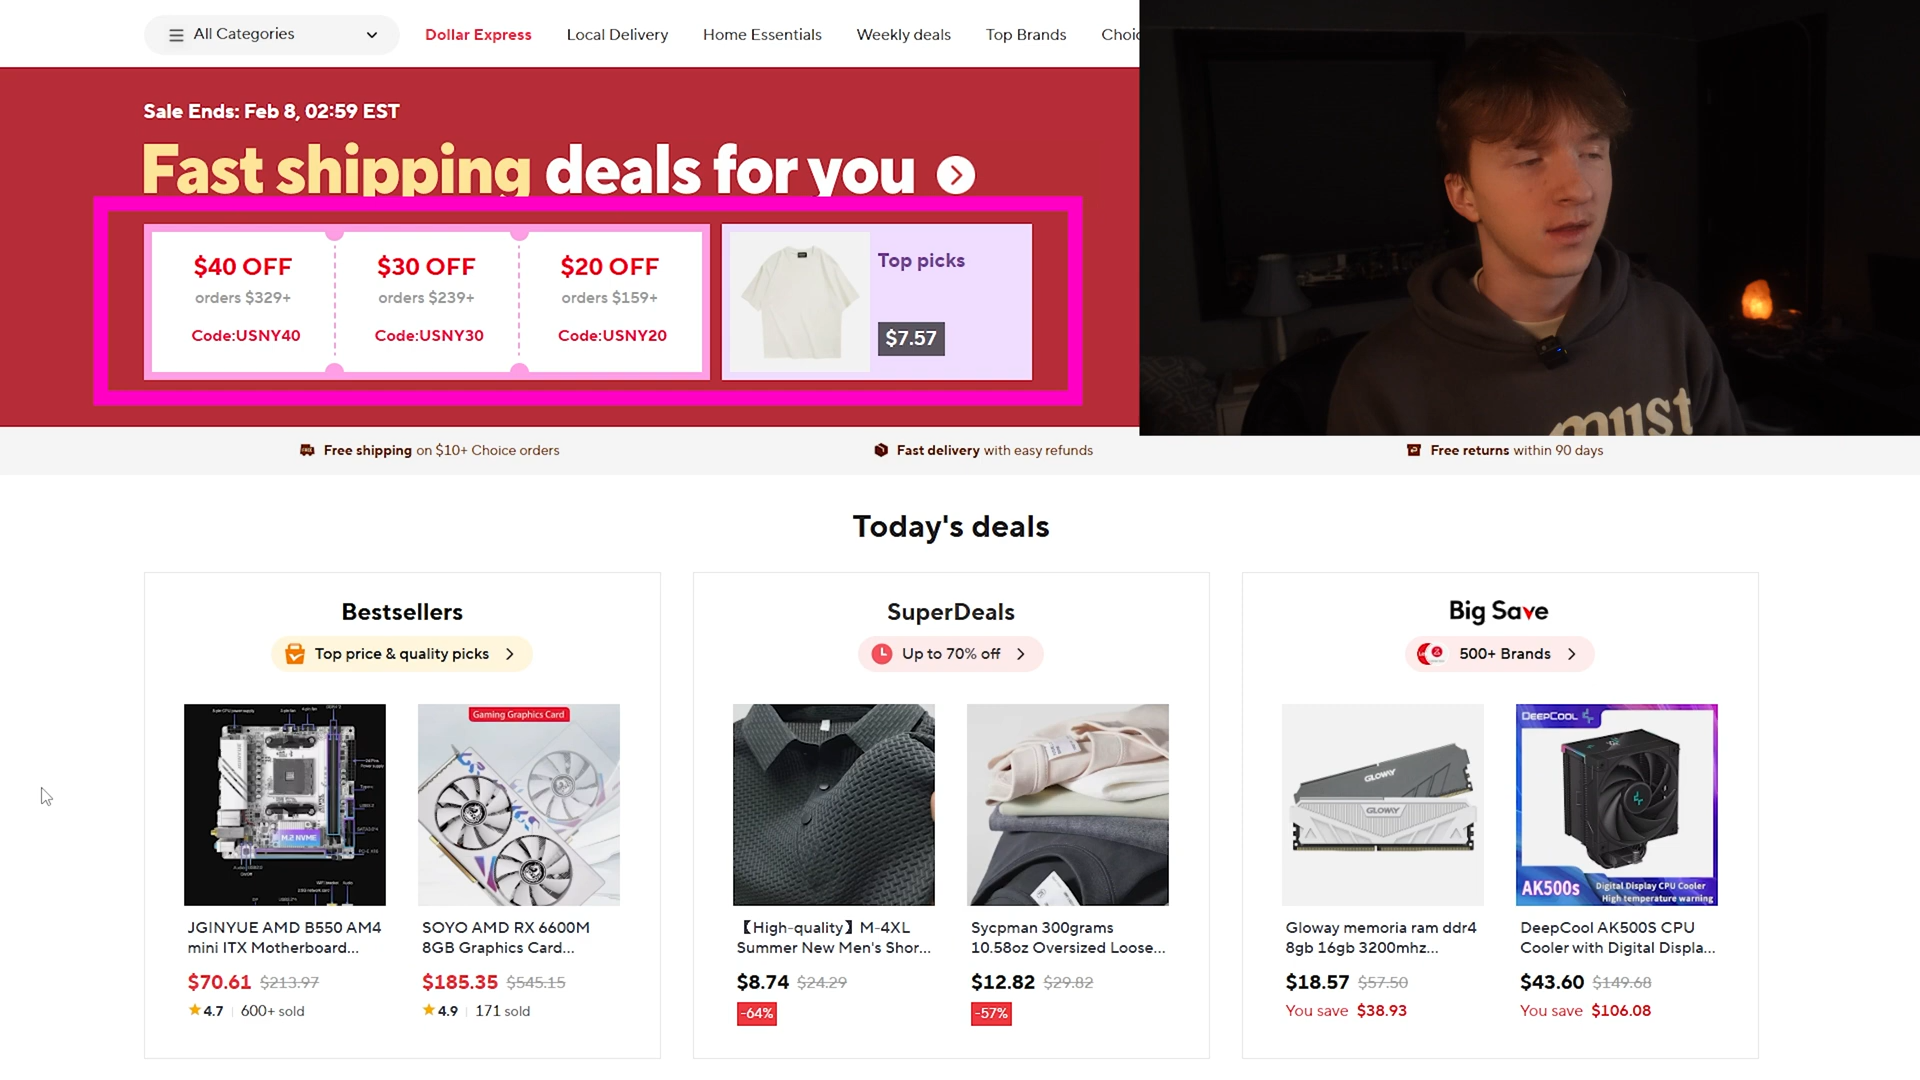 All Categories
Dollar Express
Local Delivery
Home Essentials
Weekly deals
Top Brands
Choic
Sale Ends: Feb 8, 02:59 EST
Fast shipping deals for you
$40 OFF
orders $329+
Code:USNY40
$30 OFF
orders $239+
Code:USNY30
$20 OFF
orders $159+
Code:USNY20
Top picks
$7.57
must
Free shipping on $10+ Choice orders
Fast delivery with easy refunds
Free returns within 90 days
Today's deals
Bestsellers
Top price & quality picks
Gaming Graphics Card
M.2 NVME
JGINYUE AMD B550 AM4
mini ITX Motherboard...
$70.61 $213.97
4.7 600+ sold
SOYO AMD RX 6600M
8GB Graphics Card...
$185.35 $545.15
4.9 171 sold
SuperDeals
Up to 70% off
【High-quality】M-4XL
Summer New Men's Shor...
$8.74 $24.29
-64%
Sycpman 300grams
10.58oz Oversized Loose...
$12.82 $29.82
-57%
Big Save
500+ Brands
GLOWAY
GLOWAY
Gloway memoria ram ddr4
8gb 16gb 3200mhz...
$18.57 $57.50
You save $38.93
DEEPCOOL
AK500s Digital Display CPU Cooler
High temperature warning
DeepCool AK500S CPU
Cooler with Digital Displa...
$43.60 $149.68
You save $106.08